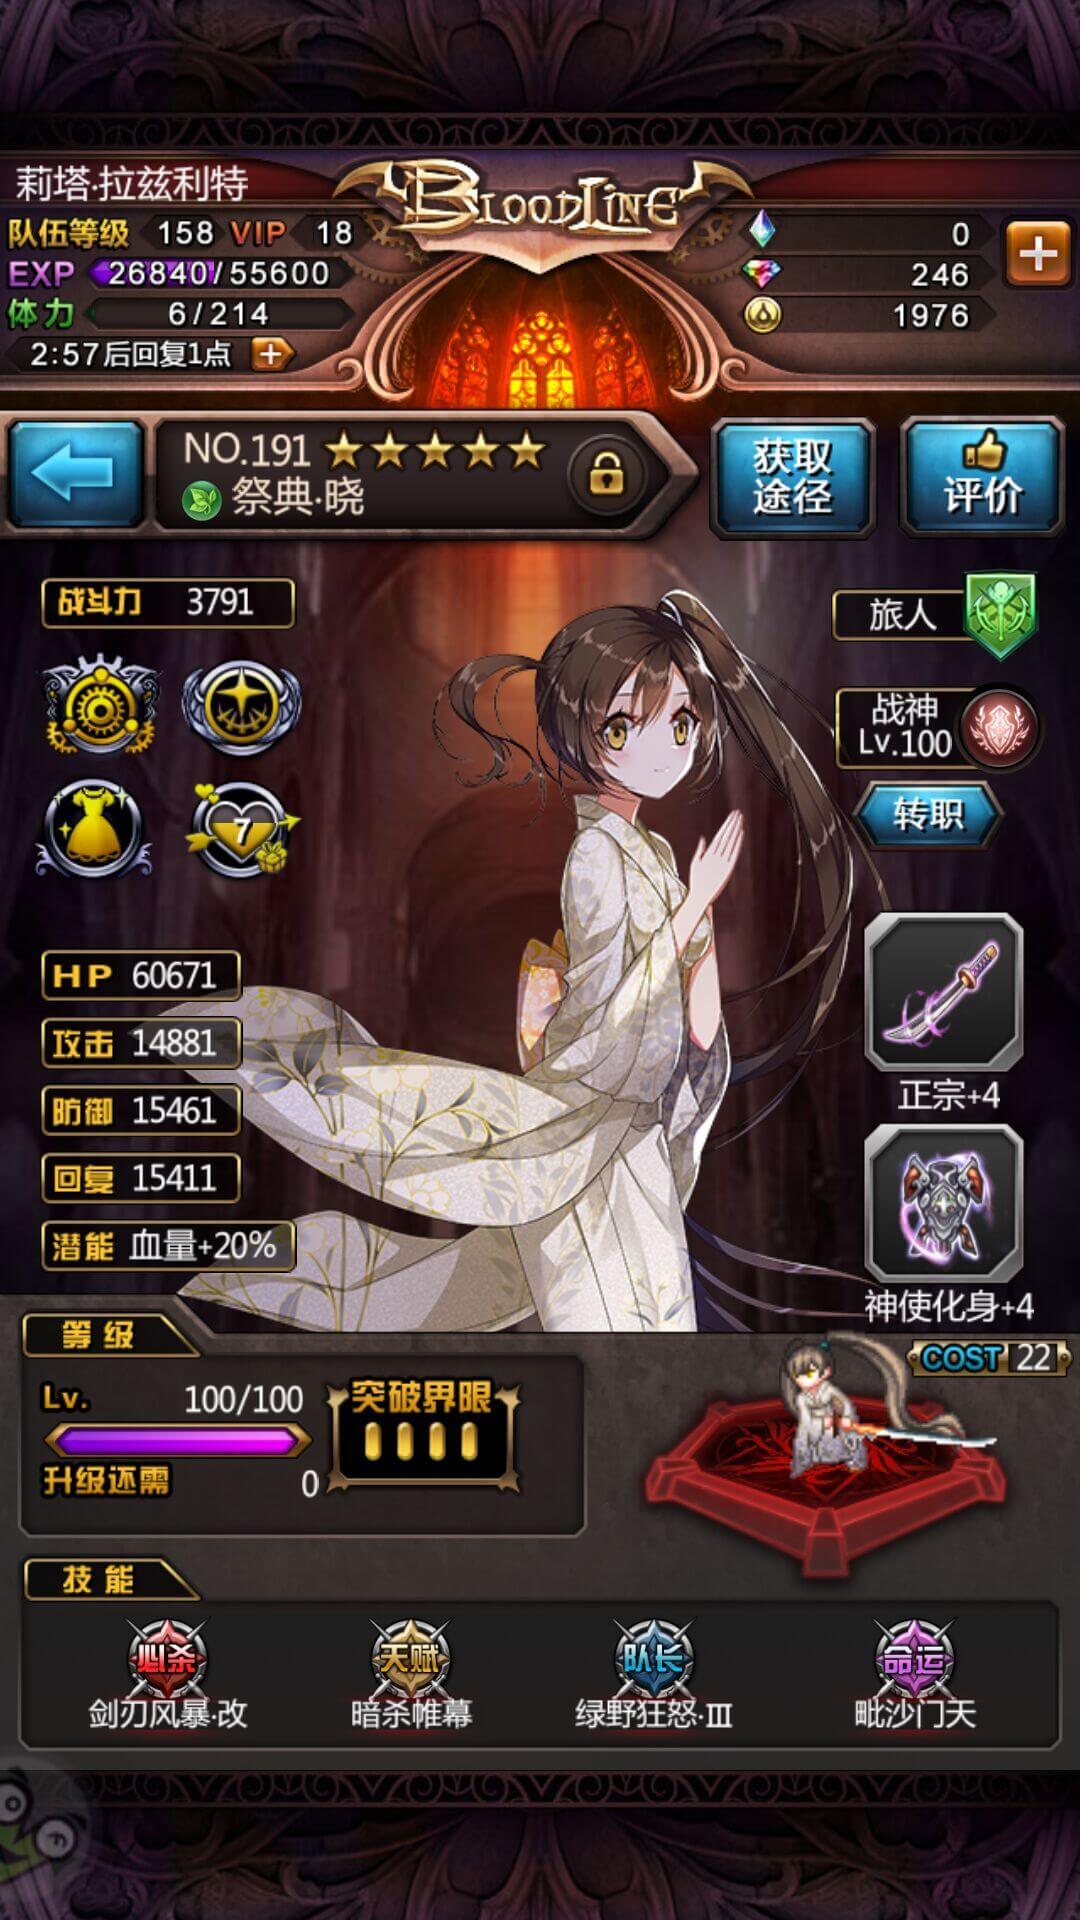 莉塔·拉兹利特
BLOODLINE
队伍等级 158 VIP 18
0
EXP 26840/55600
246
体力 6/214
1976
2:57后回复1点
NO.191
祭典·晓
获取
途径
评价
战斗力 3791
旅人
战神
Lv.100
7
转职
HP 60671
攻击 14881
正宗+4
防御 15461
回复 15411
潜能 血量+20%
神使化身+4
等级
COST 22
Lv. 100/100
突破界限
升级还需 0
技能
必杀
天赋
队长
命运
剑刃风暴·改
暗杀帷幕
绿野狂怒·III
毗沙门天